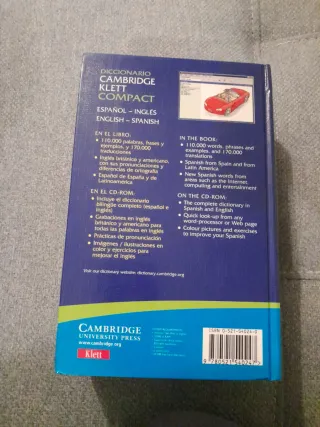 DICCIONARIO
CAMBRIDGE
KLETT
COMPACT
ESPAÑOL – INGLÉS
ENGLISH – SPANISH
EN EL LIBRO:
• 110.000 palabras, frases y
ejemplos, y 170.000
traducciones
• Inglés británico y americano,
con sus pronunciaciones y
diferencias de ortografía
• Español de España y de
Latinoamérica
EN EL CD-ROM:
• Incluye el diccionario
bilingüe completo (español e
inglés)
• Grabaciones en inglés
británico y americano para
todas las palabras en inglés
• Prácticas de pronunciación
• Imágenes / ilustraciones en
color y ejercicios para
mejorar el inglés
IN THE BOOK:
• 110,000 words, phrases and
examples, and 170,000
translations
• Spanish from Spain and from
Latin America
• New Spanish words from
areas such as the Internet,
computing and entertainment
ON THE CD-ROM:
• The complete dictionary in
Spanish and English
• Quick look-up from any
word processor or Web page
• Colour pictures and exercises
to improve your Spanish
Visit our dictionary website: dictionary.cambridge.org
CAMBRIDGE
UNIVERSITY PRESS
www.cambridge.org
Klett